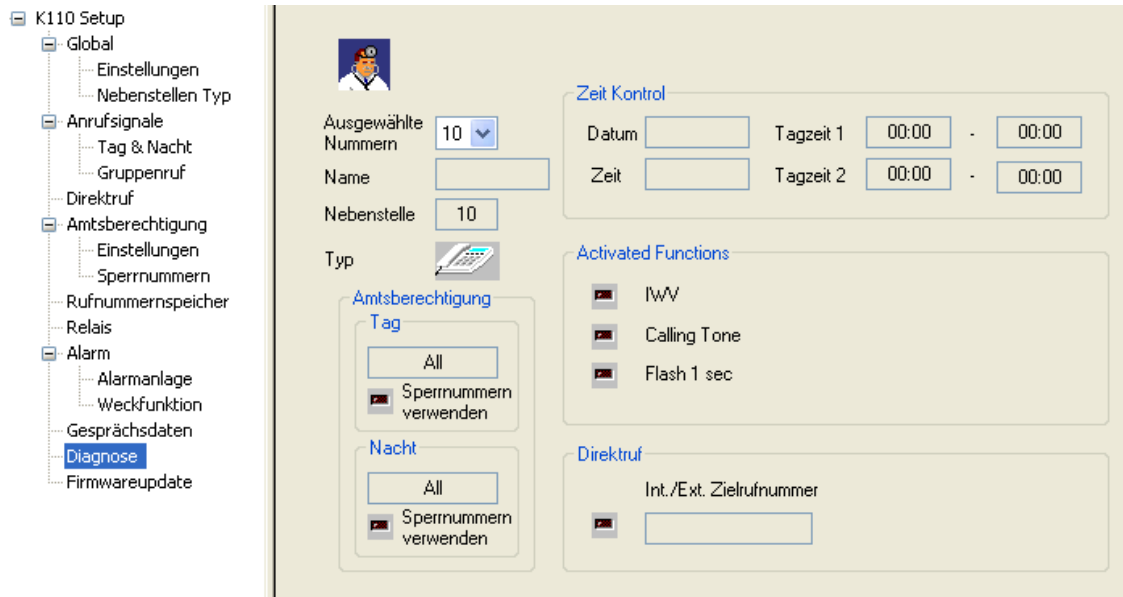 K110 Setup
Global
Einstellungen
Nebenstellen Typ
Anrufsignale
Tag & Nacht
Gruppenruf
Direktruf
Amtsberechtigung
Einstellungen
Sperrnummern
Rufnummernspeicher
Relais
Alarm
Alarmanlage
Weckfunktion
Gesprächsdaten
Diagnose
Firmwareupdate
Ausgewählte
Nummern
10
Name
Nebenstelle 10
Typ
Amtsberechtigung
Tag
All
Sperrnummern
verwenden
Nacht
All
Sperrnummern
verwenden
Zeit Kontrol
Datum Tagzeit 1 00:00 - 00:00
Zeit Tagzeit 2 00:00 - 00:00
Activated Functions
IWV
Calling Tone
Flash 1 sec
Direktruf
Int./Ext. Zielrufnummer